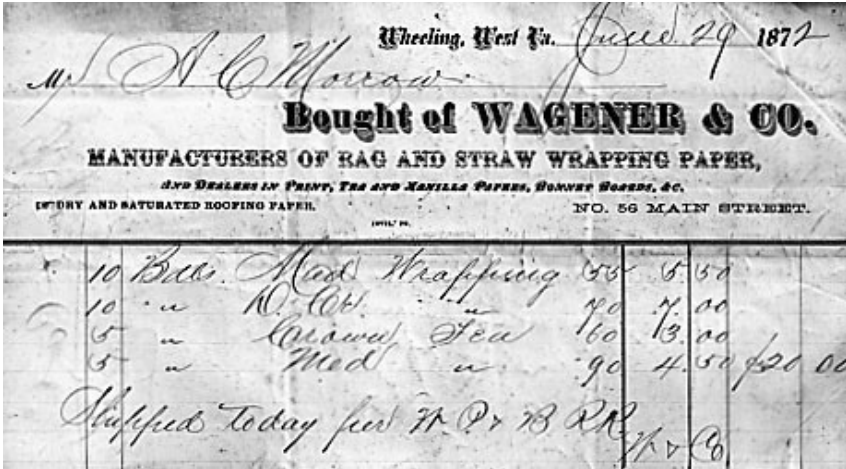 Wheeling, West Va. June 29 1872
M A C Morrow
Bought of WAGENER & CO.
MANUFACTURERS OF RAG AND STRAW WRAPPING PAPER,
AND DEALERS IN PRINT, TEA AND MANILLA PAPERS, BONNET BOARDS, &C.
DRY AND SATURATED ROOFING PAPER. NO. 56 MAIN STREET.
10 Bdls. Med Wrapping 55 5.50
10 " " D. Cr. " 70 7.00
5 " Crown Tea 60 3.00
5 " Med " 90 4.50 $20 00
Shipped today per W. P & B RR
W & Co